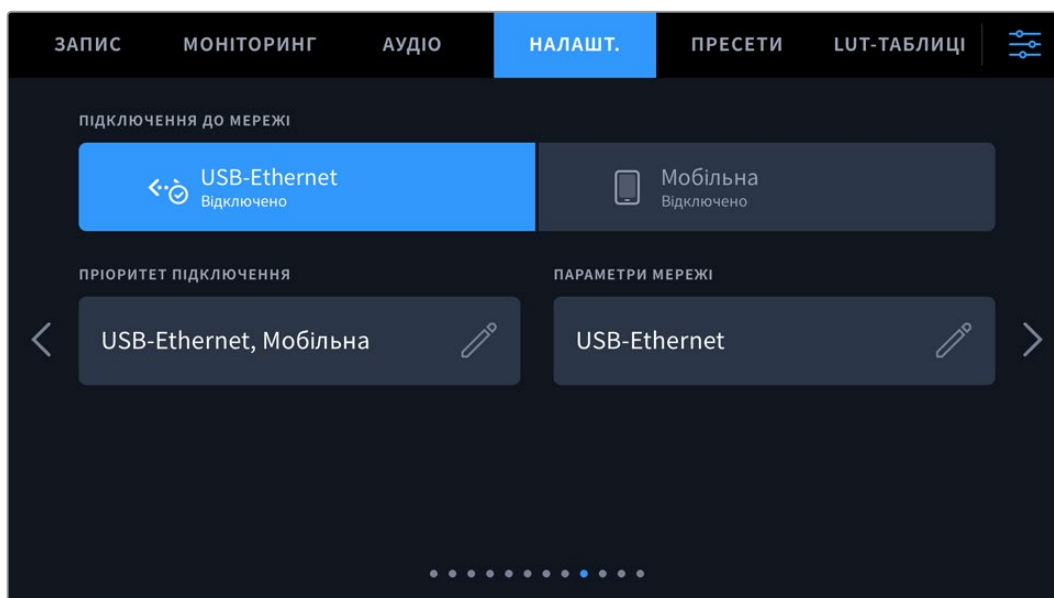 ЗАПИС МОНІТОРИНГ АУДІО НАЛАШТ. ПРЕСЕТИ LUT-ТАБЛИЦІ
ПІДКЛЮЧЕННЯ ДО МЕРЕЖІ
USB-Ethernet Мобільна
Відключено Відключено
ПРІОРИТЕТ ПІДКЛЮЧЕННЯ ПАРАМЕТРИ МЕРЕЖІ
USB-Ethernet, Мобільна USB-Ethernet